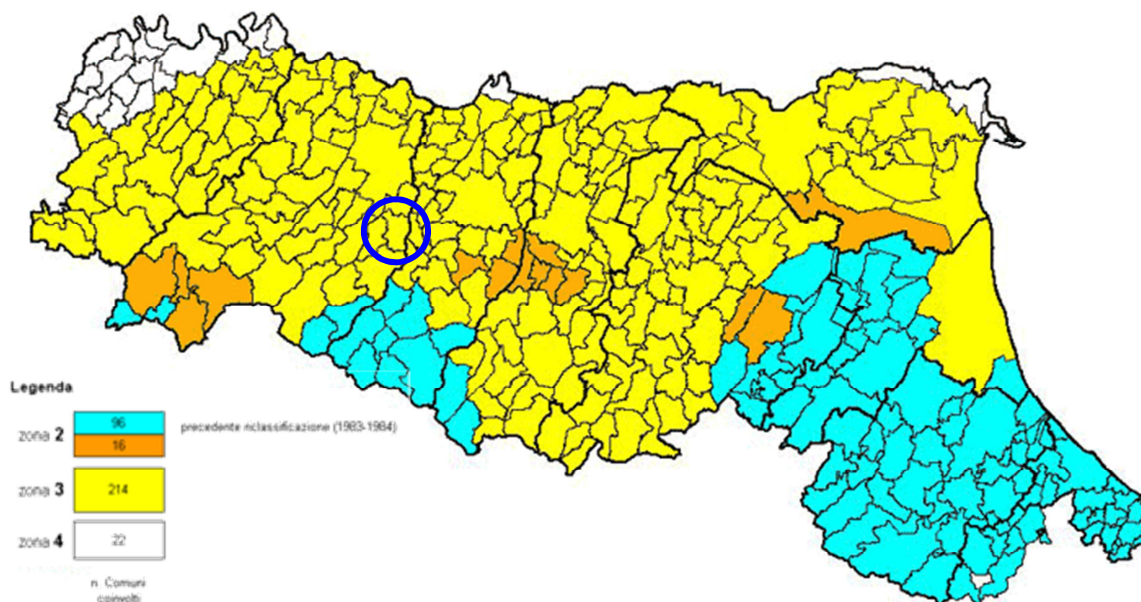 Legenda
zona 2
96
16
precedente riclassificazione (1983-1984)
zona 3
214
zona 4
22
n. Comuni
coinvolti